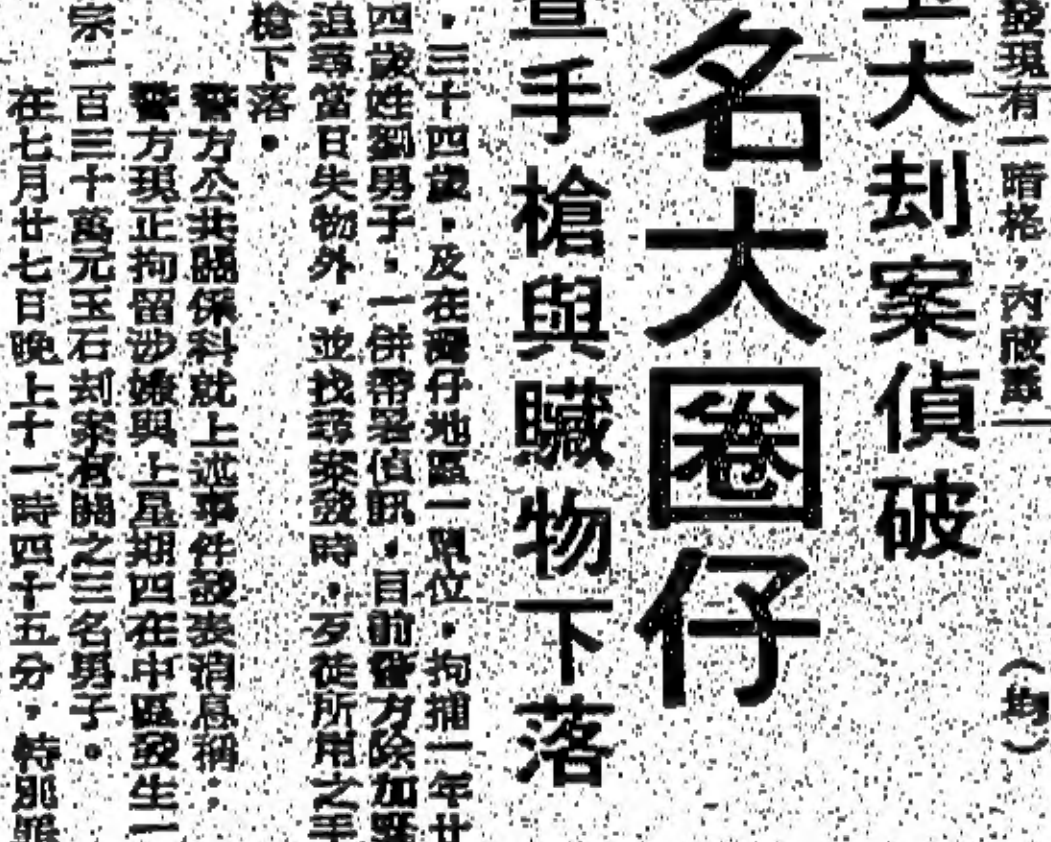 發現有一暗格，內藏毒
（均）
大刦案偵破
名大圈仔
手槍與贓物下落
．三十四歲．及在灣仔地區一單位．拘捕一年廿
四歲姓劉男子．一併帶署偵訊．目前警方除加緊
追尋當日失物外．並找尋案發時．歹徒所用之手
槍下落．
警方公共關係科就上述事件發表消息稱：
警方現正拘留涉嫌與上星期四在中區發生一
宗一百三十萬元玉石刦案有關之三名男子。
在七月廿七日晚上十一時四十五分，特別